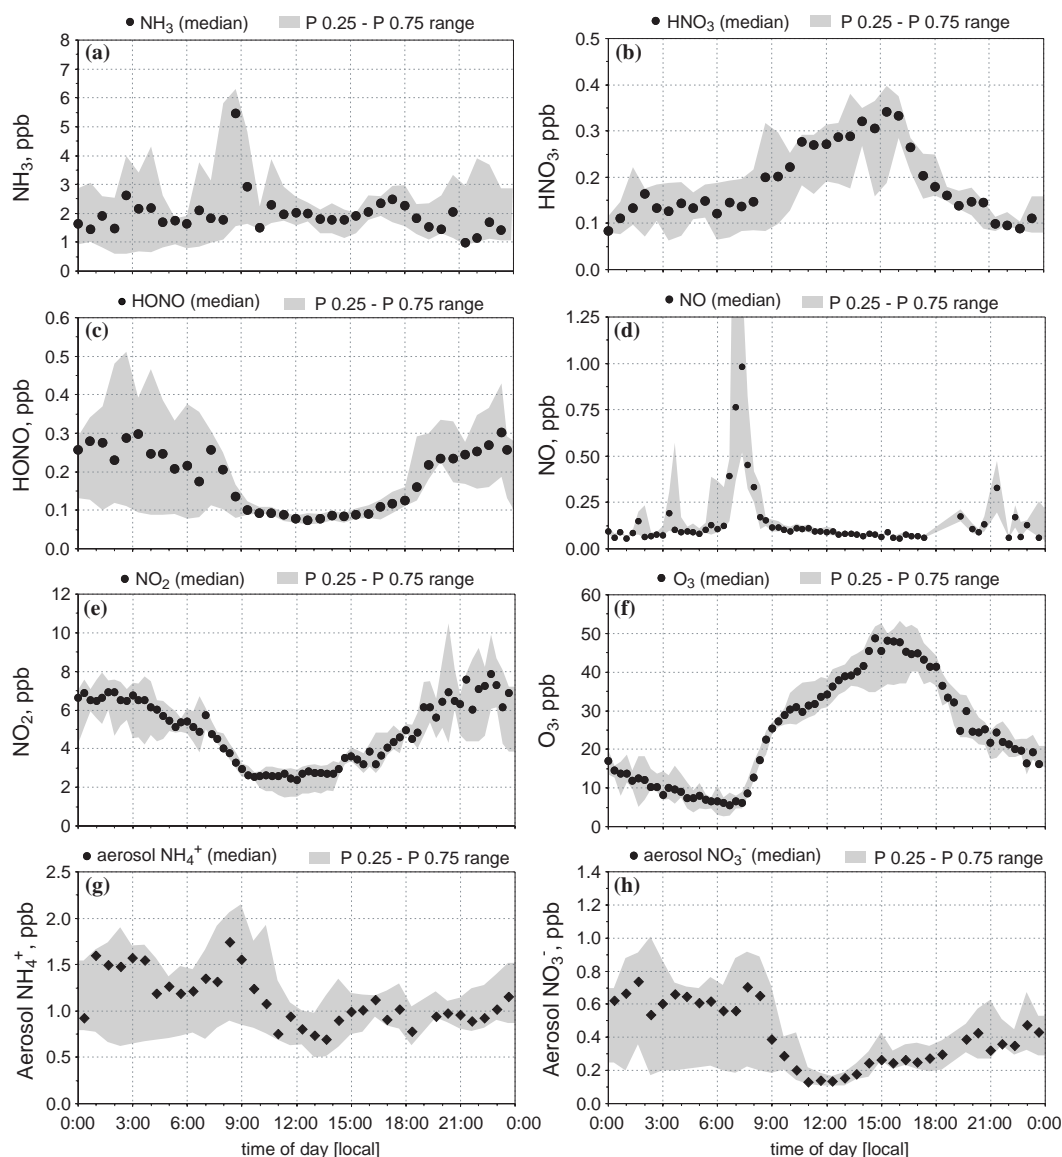 ● NH₃ (median) P 0.25 - P 0.75 range
(a)
NH₃, ppb
8
7
6
5
4
3
2
1
0
● HNO₃ (median) P 0.25 - P 0.75 range
(b)
HNO₃, ppb
0.5
0.4
0.3
0.2
0.1
0.0
● HONO (median) P 0.25 - P 0.75 range
(c)
HONO, ppb
0.6
0.5
0.4
0.3
0.2
0.1
0.0
● NO (median) P 0.25 - P 0.75 range
(d)
NO, ppb
1.25
1.00
0.75
0.50
0.25
0.00
● NO₂ (median) P 0.25 - P 0.75 range
(e)
NO₂, ppb
12
10
8
6
4
2
0
● O₃ (median) P 0.25 - P 0.75 range
(f)
O₃, ppb
60
50
40
30
20
10
0
◆ aerosol NH₄⁺ (median) P 0.25 - P 0.75 range
(g)
Aerosol NH₄⁺, ppb
2.5
2.0
1.5
1.0
0.5
0.0
0:00 3:00 6:00 9:00 12:00 15:00 18:00 21:00 0:00
time of day [local]
● aerosol NO₃⁻ (median) P 0.25 - P 0.75 range
(h)
Aerosol NO₃⁻, ppb
1.4
1.2
1.0
0.8
0.6
0.4
0.2
0.0
0:00 3:00 6:00 9:00 12:00 15:00 18:00 21:00 0:00
time of day [local]